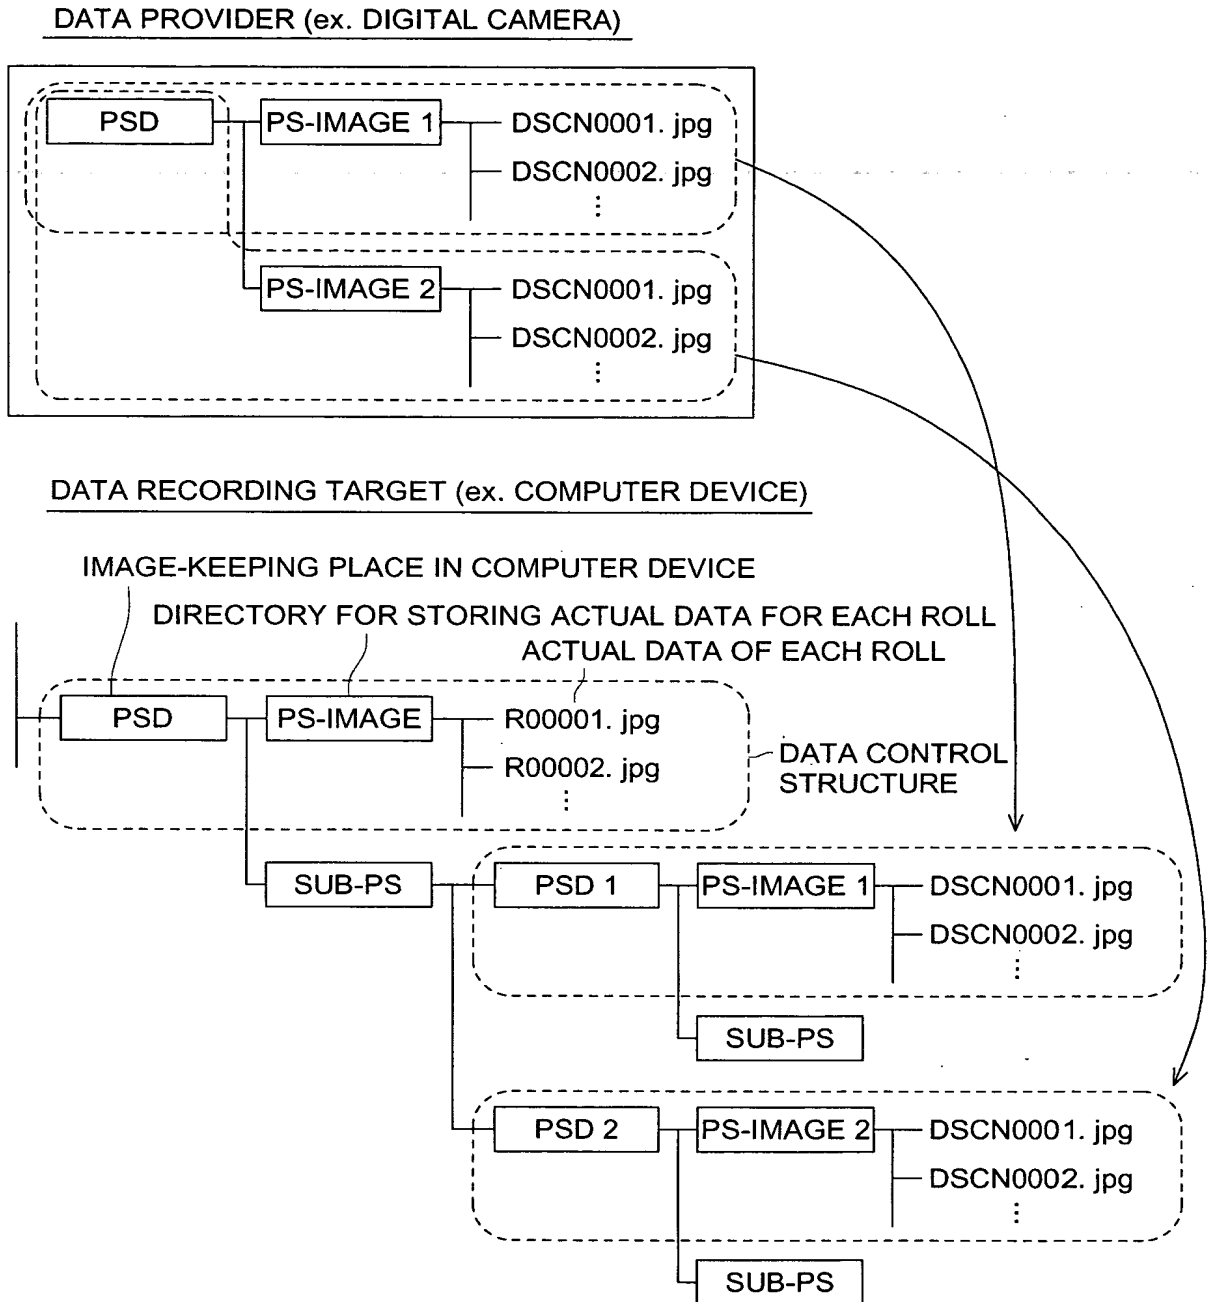 DATA PROVIDER (ex. DIGITAL CAMERA)
PSD PS-IMAGE 1 DSCN0001. jpg
DSCN0002. jpg
⋮
PS-IMAGE 2 DSCN0001. jpg
DSCN0002. jpg
⋮
DATA RECORDING TARGET (ex. COMPUTER DEVICE)
IMAGE-KEEPING PLACE IN COMPUTER DEVICE
DIRECTORY FOR STORING ACTUAL DATA FOR EACH ROLL
ACTUAL DATA OF EACH ROLL
PSD PS-IMAGE R00001. jpg
R00002. jpg
⋮
DATA CONTROL
STRUCTURE
SUB-PS PSD 1 PS-IMAGE 1 DSCN0001. jpg
DSCN0002. jpg
⋮
SUB-PS
PSD 2 PS-IMAGE 2 DSCN0001. jpg
DSCN0002. jpg
⋮
SUB-PS